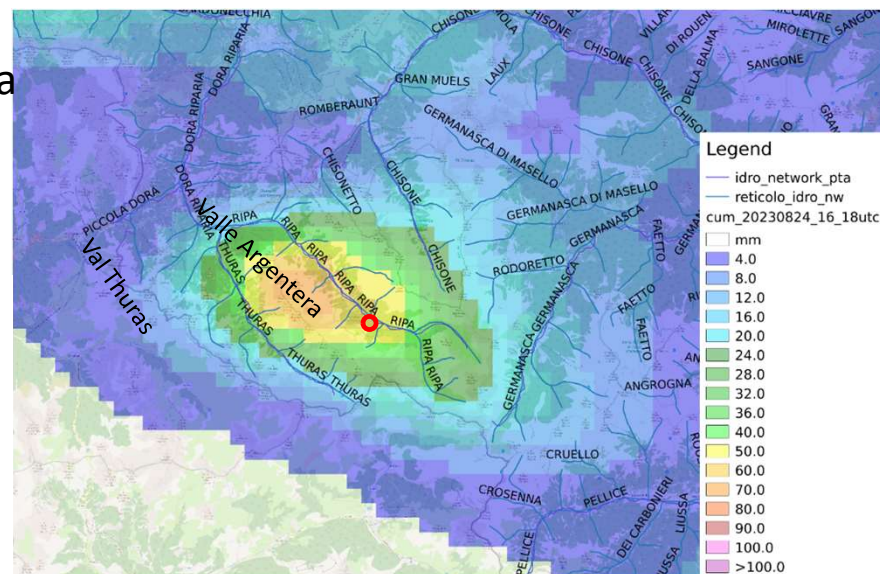 a
CARDONECCHIA
DORA RIPARIA
DORA RIPARIA
DORA RIPARIA
PICCOLA DORA
Val Thuras
Valle Argentera
RIPA
RIPA
RIPA
RIPA
RIPA
RIPA
RIPA RIPA
THURAS
THURAS
THURAS THURAS
ROMBERAUNT
GRAN MUELS
LAUX
CHISONETTO
CHISONE
CHISONE
CHISONE
CHISONE
CHISONE
CHISONE
GERMANASCA DI MASELLO
GERMANASCA DI MASELLO
GERMANASCA
RODORETTO
GERMANASCA GERMANASCA
FAETTO
FAETTO
FAETTO
ANGROGNA
CRUELLO
CROSENNA
PELLICE
PELLICE
DEI CARBONIERI
LIUSSA
DI ROUEN
DELLA BALMA
MIROLETTE
SANGONE
SANGONE
Legend
idro_network_pta
reticolo_idro_nw
cum_20230824_16_18utc
mm
4.0
8.0
12.0
16.0
20.0
24.0
28.0
32.0
36.0
40.0
50.0
60.0
70.0
80.0
90.0
100.0
>100.0